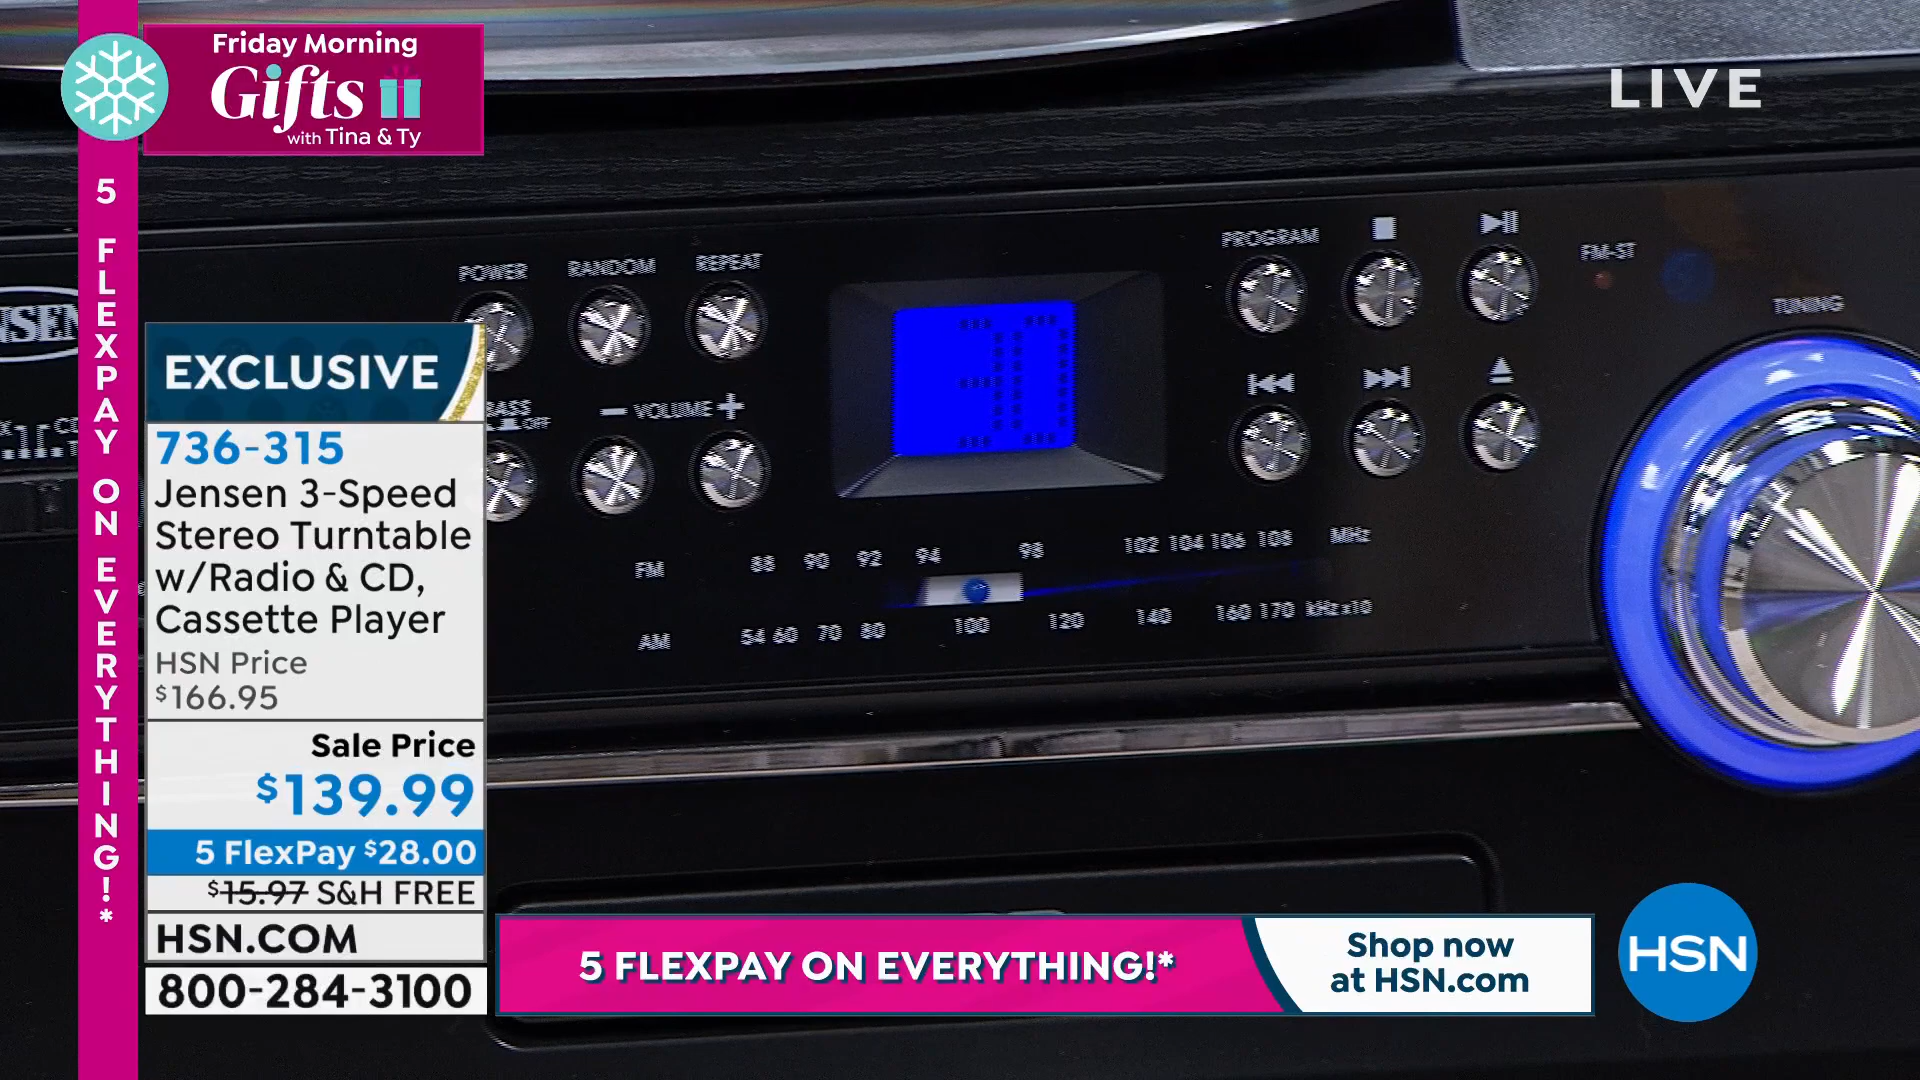 Friday Morning
Gifts
with Tina & Ty
LIVE
5 FLEXPAY ON EVERYTHING!*
POWER
RANDOM
REPEAT
PROGRAM
FM-ST
TUNING
EXCLUSIVE
OFF
– VOLUME +
736-315
Jensen 3-Speed
Stereo Turntable
w/Radio & CD,
Cassette Player
HSN Price
$166.95
FM 88 90 92 94 98 102 104 106 108 MHz
AM 54 60 70 80 100 120 140 160 170 kHz x10
Sale Price
$139.99
5 FlexPay $28.00
$15.97 S&H FREE
HSN.COM
800-284-3100
5 FLEXPAY ON EVERYTHING!*
Shop now
at HSN.com
HSN